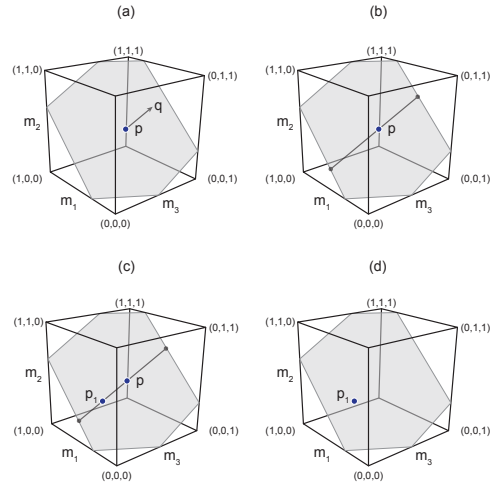 (a)
(1,1,1)
(1,1,0)
(0,1,1)
q
m2
p
(1,0,0)
(0,0,1)
m1
m3
(0,0,0)
(b)
(1,1,1)
(1,1,0)
(0,1,1)
m2
p
(1,0,0)
(0,0,1)
m1
m3
(0,0,0)
(c)
(1,1,1)
(1,1,0)
(0,1,1)
m2
p
p1
(1,0,0)
(0,0,1)
m1
m3
(0,0,0)
(d)
(1,1,1)
(1,1,0)
(0,1,1)
m2
p1
(1,0,0)
(0,0,1)
m1
m3
(0,0,0)